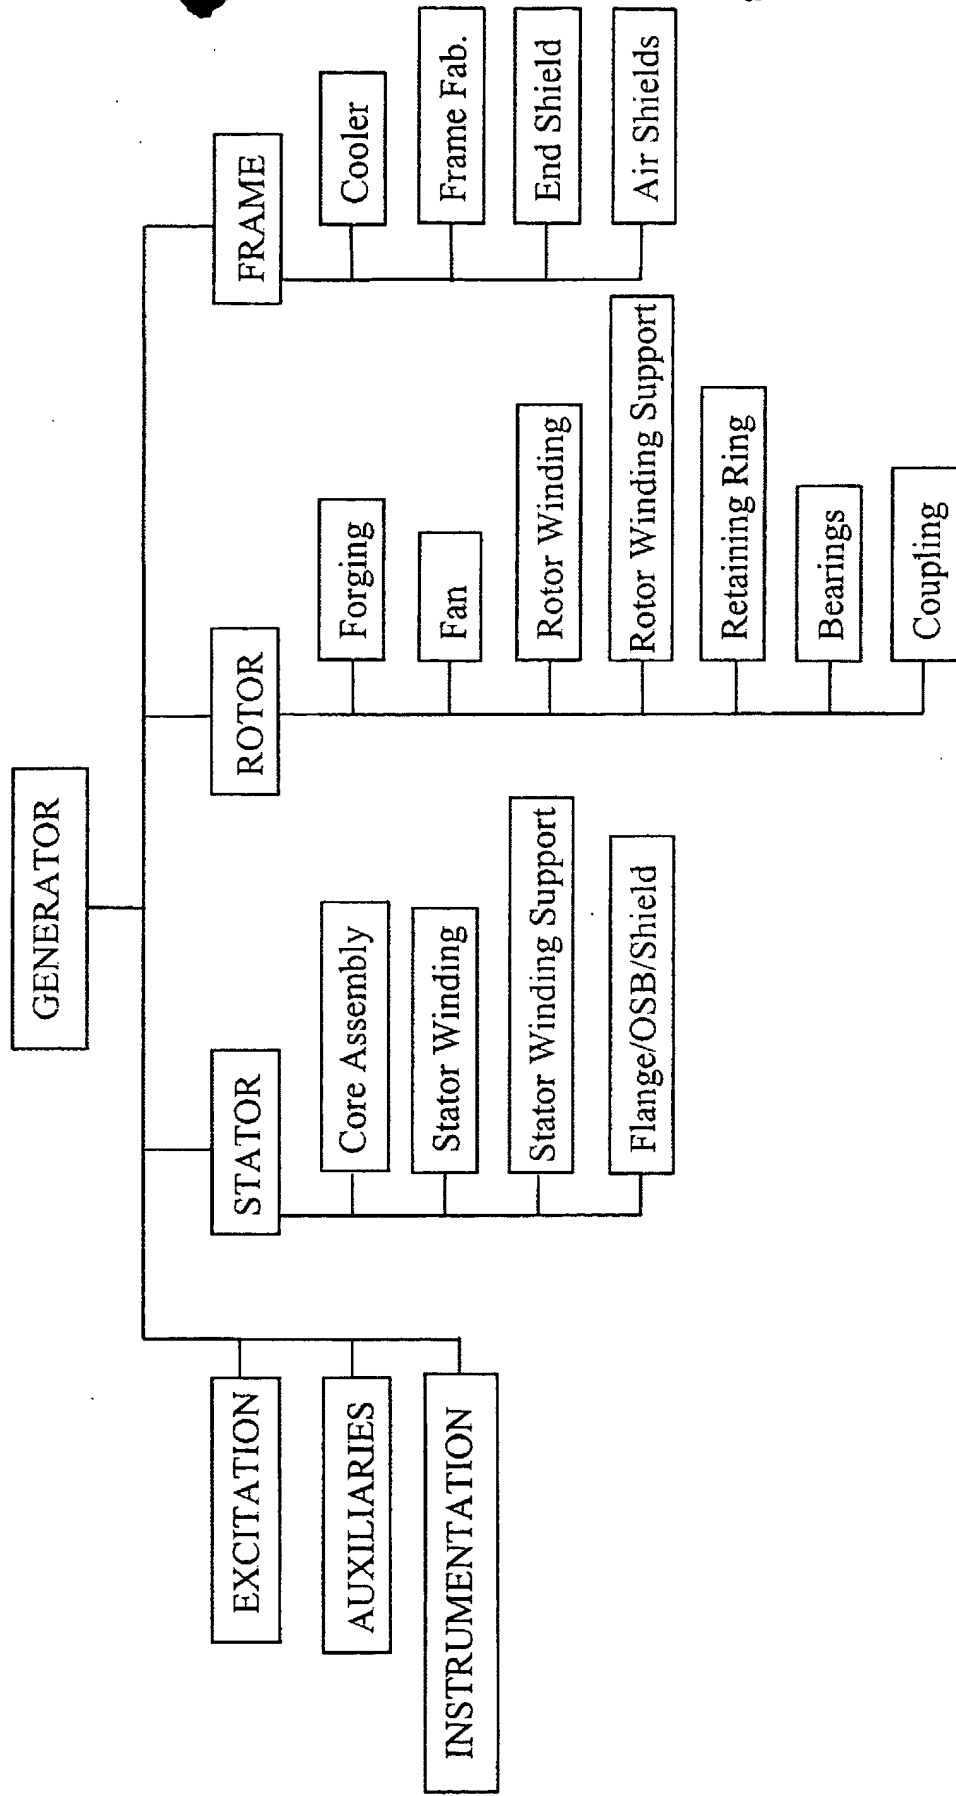 GENERATOR
EXCITATION
AUXILIARIES
INSTRUMENTATION
STATOR
Core Assembly
Stator Winding
Stator Winding Support
Flange/OSB/Shield
ROTOR
Forging
Fan
Rotor Winding
Rotor Winding Support
Retaining Ring
Bearings
Coupling
FRAME
Cooler
Frame Fab.
End Shield
Air Shields